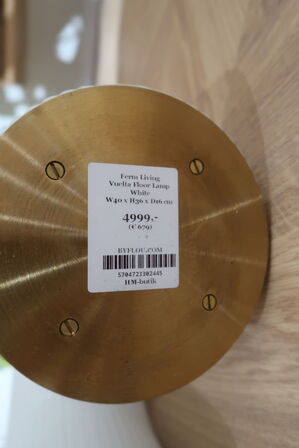 Ferm Living
Vuelta Floor Lamp
White
W40 x H36 x D16 cm
4999,-
(€ 679)
BYFLOU.COM
5704723302445
HM-butik